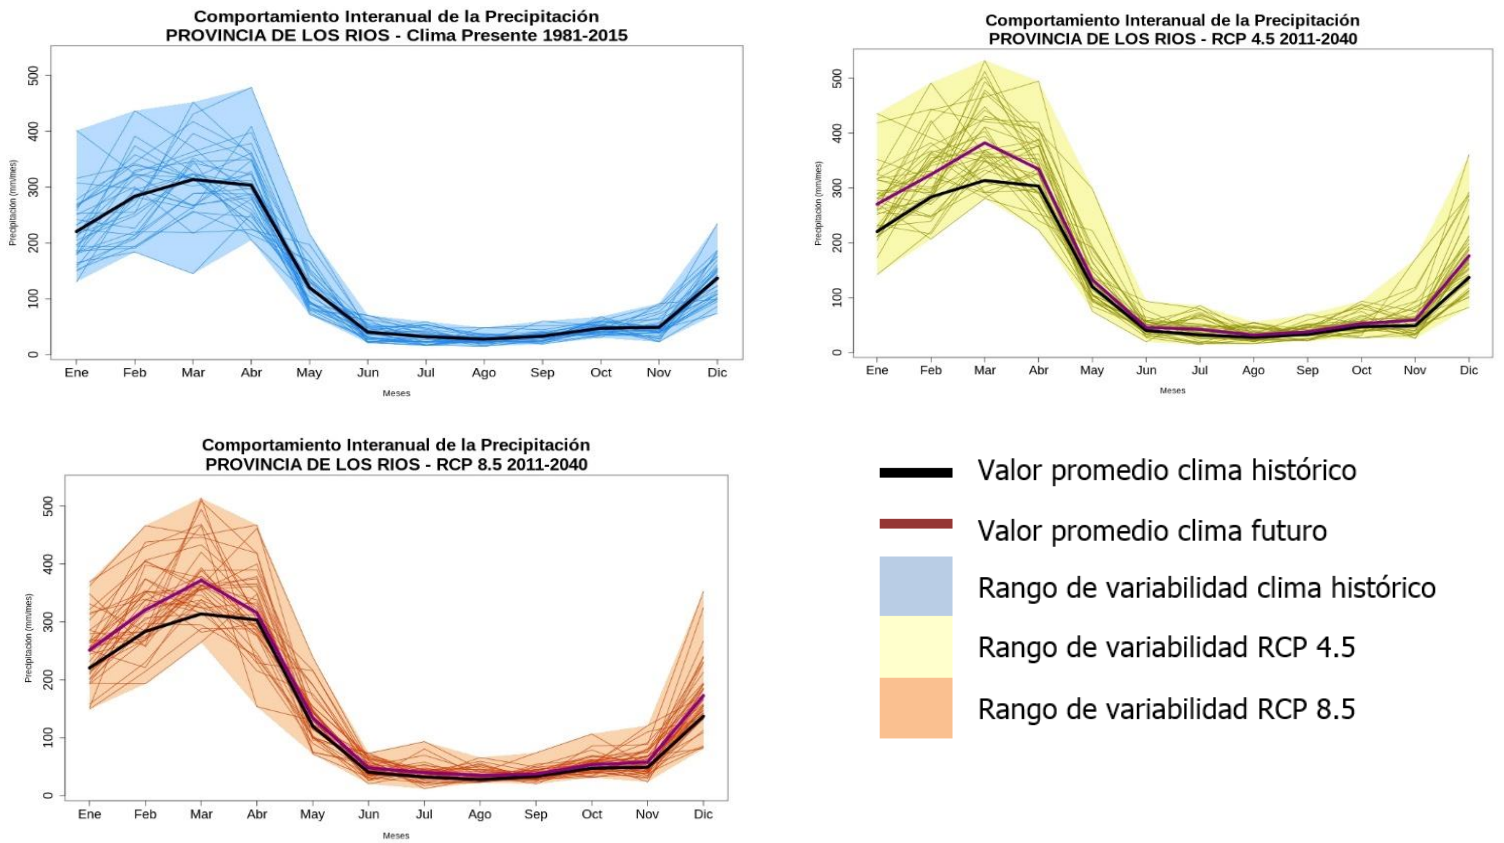 Comportamiento Interanual de la Precipitación
PROVINCIA DE LOS RIOS - Clima Presente 1981-2015
Precipitación (mm/mes)
500
400
300
200
100
0
Ene Feb Mar Abr May Jun Jul Ago Sep Oct Nov Dic
Meses
Comportamiento Interanual de la Precipitación
PROVINCIA DE LOS RIOS - RCP 4.5 2011-2040
Precipitación (mm/mes)
500
400
300
200
100
0
Ene Feb Mar Abr May Jun Jul Ago Sep Oct Nov Dic
Meses
Comportamiento Interanual de la Precipitación
PROVINCIA DE LOS RIOS - RCP 8.5 2011-2040
Precipitación (mm/mes)
500
400
300
200
100
0
Ene Feb Mar Abr May Jun Jul Ago Sep Oct Nov Dic
Meses
Valor promedio clima histórico
Valor promedio clima futuro
Rango de variabilidad clima histórico
Rango de variabilidad RCP 4.5
Rango de variabilidad RCP 8.5